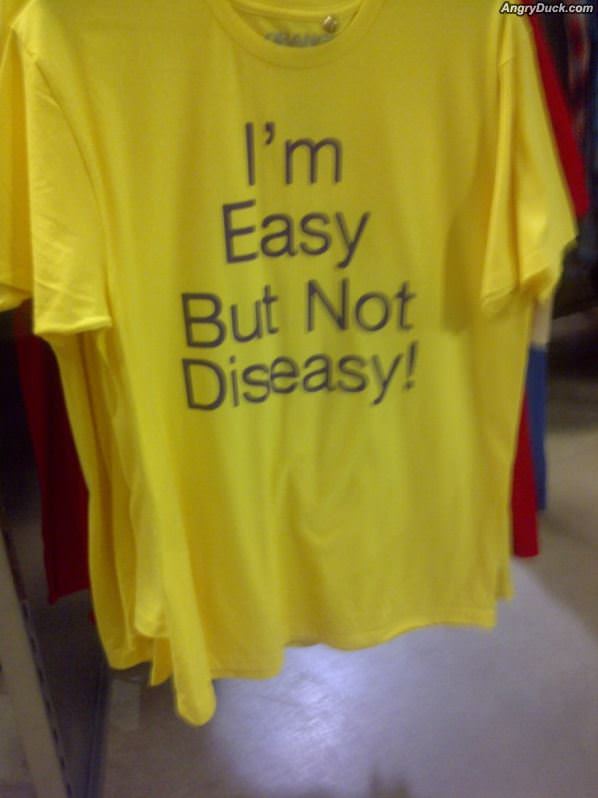 AngryDuck.com
I'm
Easy
But Not
Diseasy!